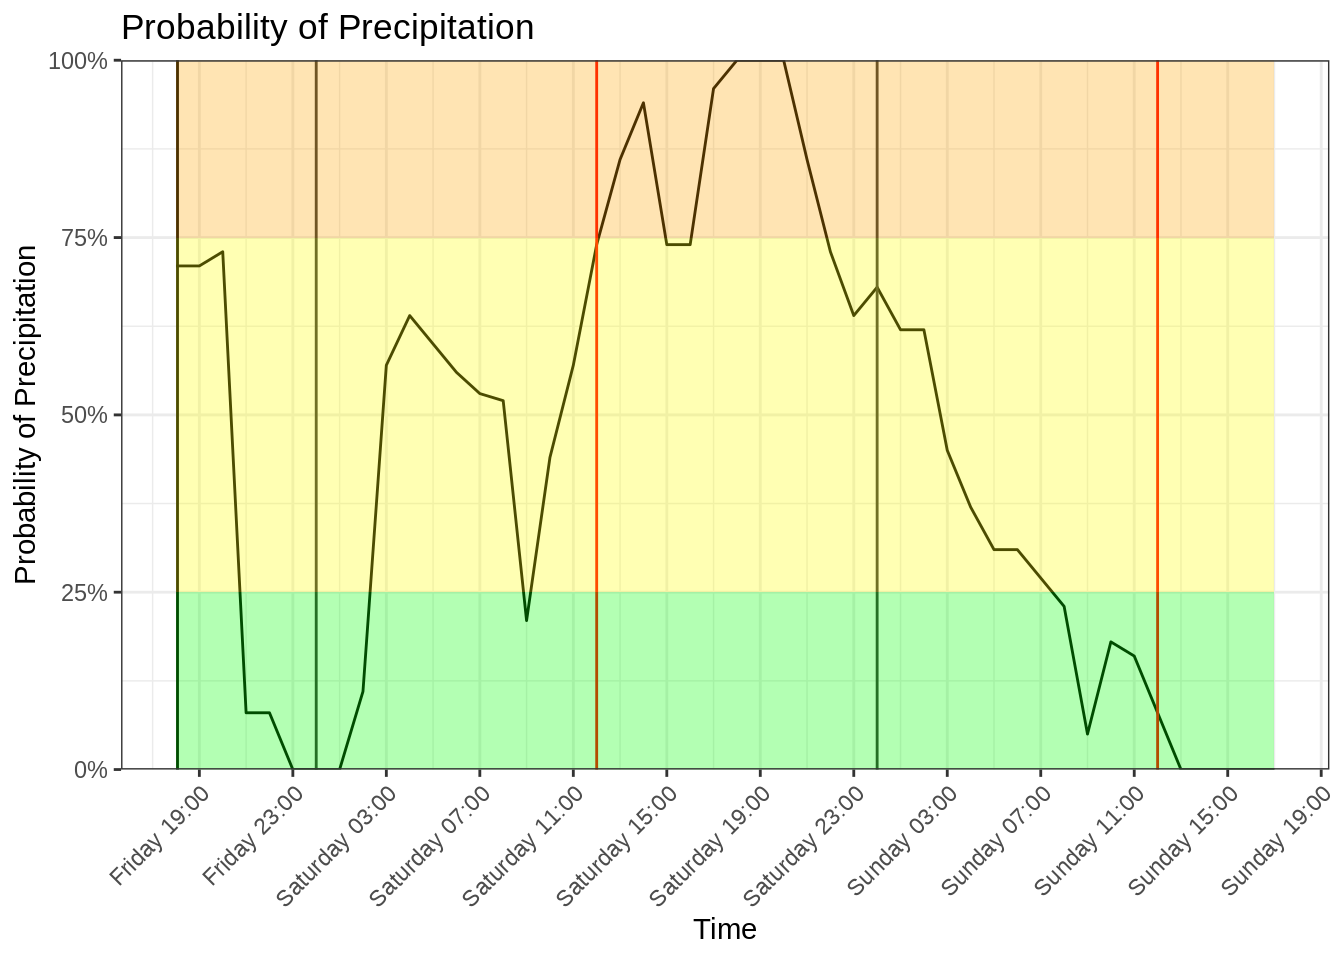 Probability of Precipitation
100%
75%
50%
25%
0%
Probability of Precipitation
Friday 19:00
Friday 23:00
Saturday 03:00
Saturday 07:00
Saturday 11:00
Saturday 15:00
Saturday 19:00
Saturday 23:00
Sunday 03:00
Sunday 07:00
Sunday 11:00
Sunday 15:00
Sunday 19:00
Time